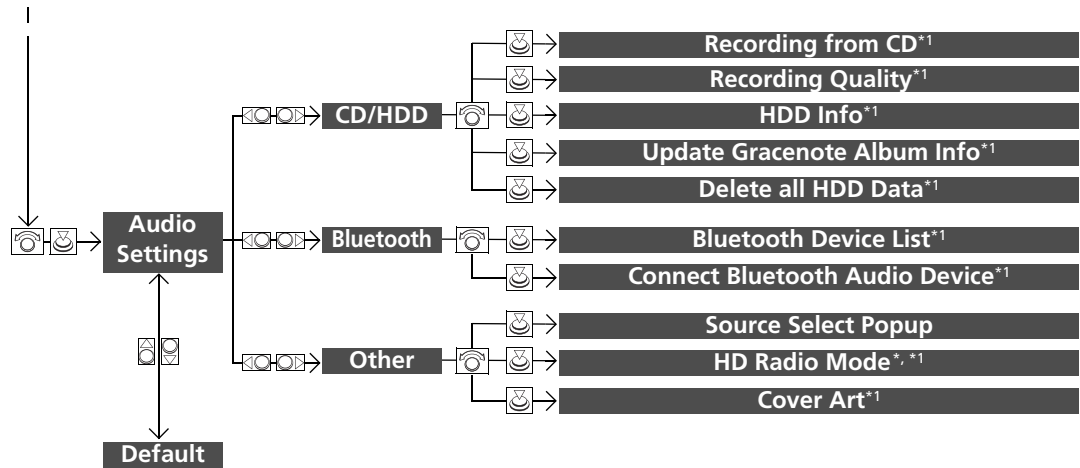 Recording from CD*1
Recording Quality*1
CD/HDD
HDD Info*1
Update Gracenote Album Info*1
Delete all HDD Data*1
Audio
Settings
Bluetooth
Bluetooth Device List*1
Connect Bluetooth Audio Device*1
Source Select Popup
Other
HD Radio Mode*, *1
Cover Art*1
Default